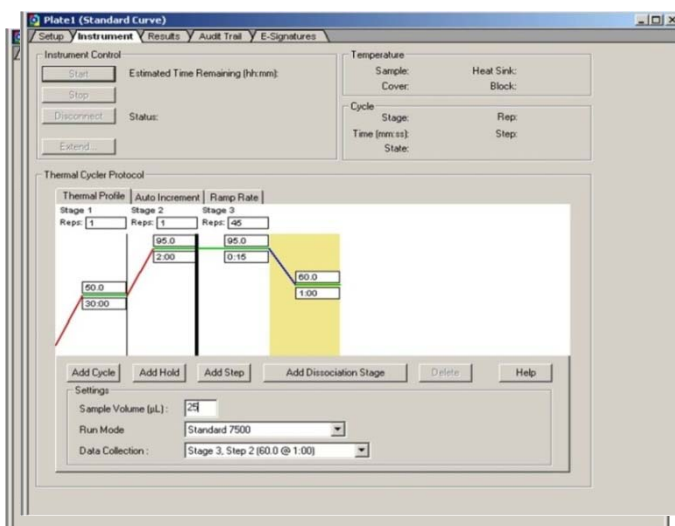 Plate1 (Standard Curve)
Setup Instrument Results Audit Trail E-Signatures
Instrument Control
Start
Estimated Time Remaining (hh:mm):
Stop
Disconnect
Status:
Extend...
Temperature
Sample: Heat Sink:
Cover: Block:
Cycle
Stage: Rep:
Time (mm:ss): Step:
State:
Thermal Cycler Protocol
Thermal Profile Auto Increment Ramp Rate
Stage 1 Stage 2 Stage 3
Reps: 1 Reps: 1 Reps: 45
95.0 95.0
2:00 0:15
60.0
1:00
50.0
30:00
Add Cycle Add Hold Add Step Add Dissociation Stage Delete Help
Settings
Sample Volume (µL) : 25
Run Mode Standard 7500
Data Collection : Stage 3, Step 2 (60.0 @ 1:00)